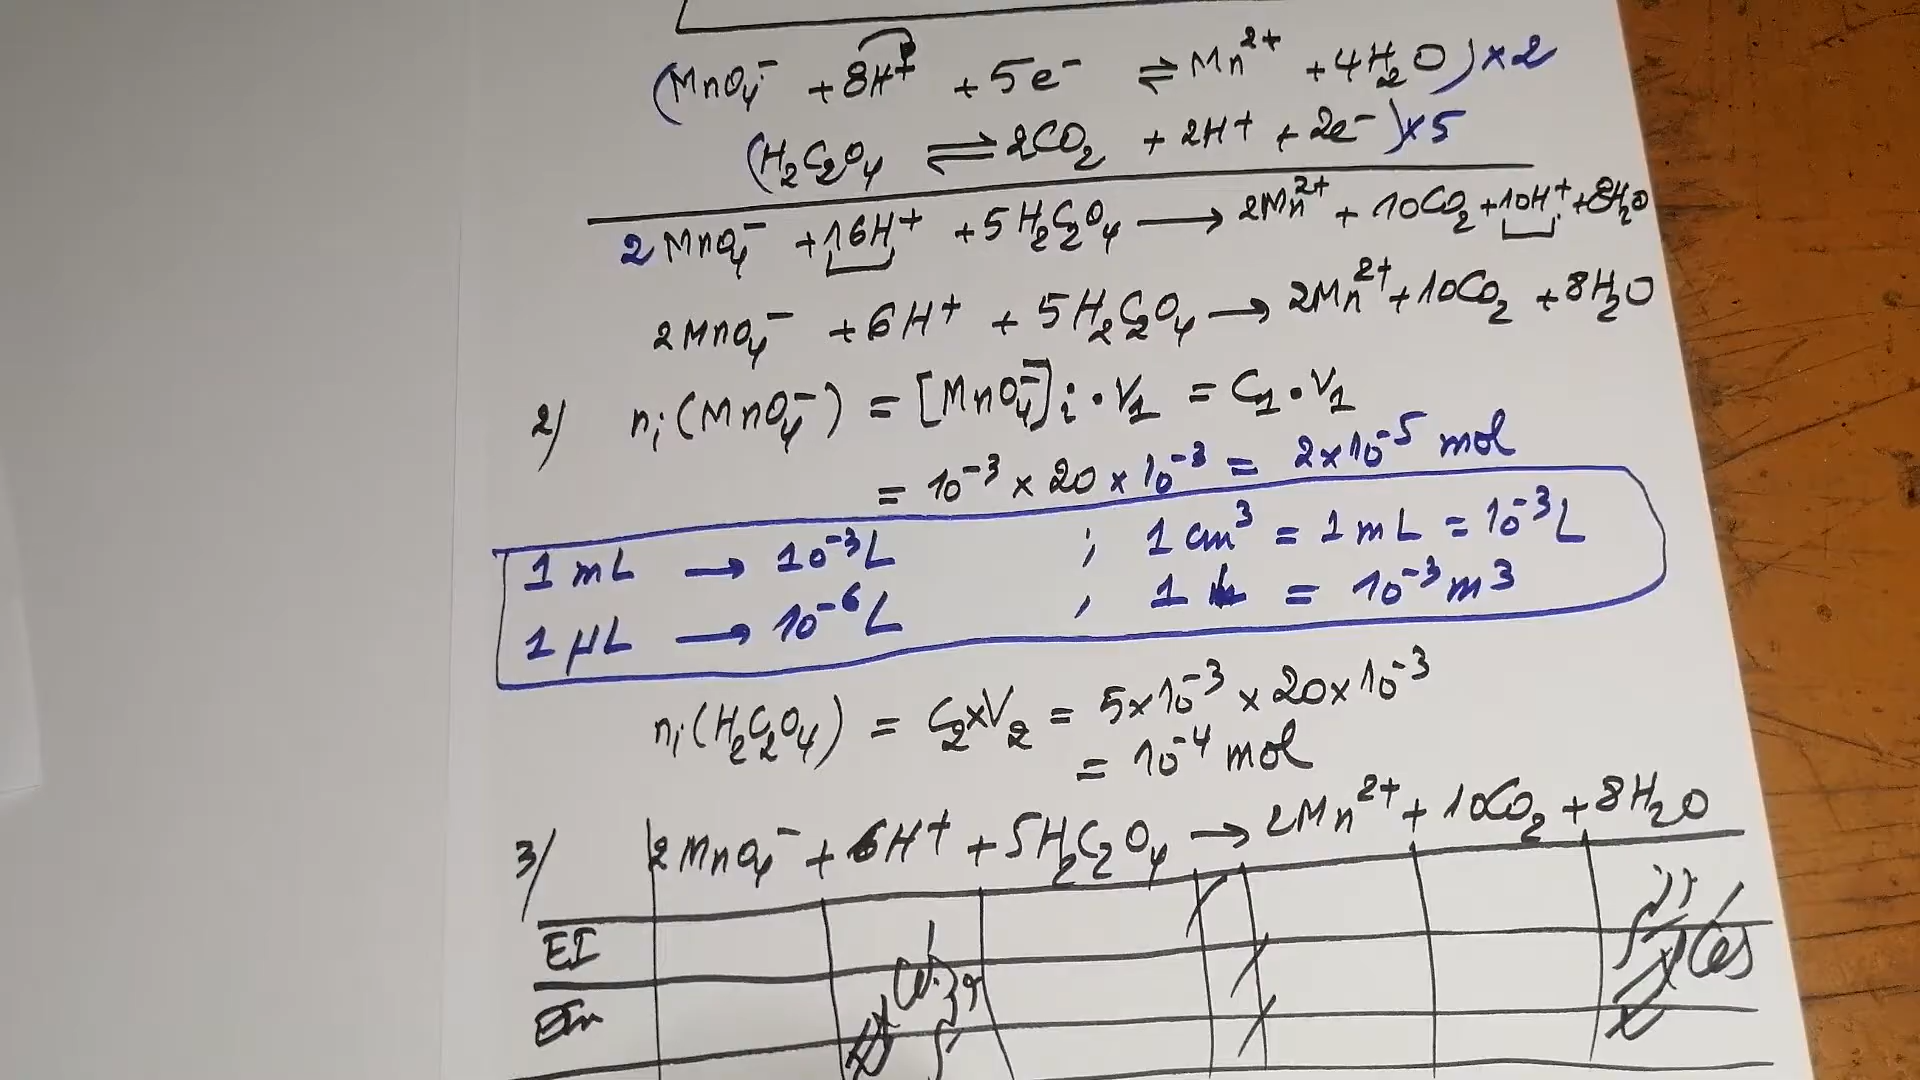 (MnO₄⁻ + 8H⁺ + 5e⁻ ⇌ Mn²⁺ + 4H₂O) × 2
(H₂C₂O₄ ⇌ 2CO₂ + 2H⁺ + 2e⁻) × 5
2MnO₄⁻ + 16H⁺ + 5H₂C₂O₄ → 2Mn²⁺ + 10CO₂ + 10H⁺ + 8H₂O
2MnO₄⁻ + 6H⁺ + 5H₂C₂O₄ → 2Mn²⁺ + 10CO₂ + 8H₂O
2/ nᵢ(MnO₄⁻) = [MnO₄⁻]ᵢ · V₁ = C₁ · V₁
= 10⁻³ × 20 × 10⁻³ = 2×10⁻⁵ mol
1 mL → 10⁻³L ; 1 cm³ = 1 mL = 10⁻³L
1 µL → 10⁻⁶L ; 1 L = 10⁻³ m3
nᵢ(H₂C₂O₄) = C₂×V₂ = 5×10⁻³ × 20×10⁻³
= 10⁻⁴ mol
3/ 2MnO₄⁻ + 6H⁺ + 5H₂C₂O₄ → 2Mn²⁺ + 10CO₂ + 8H₂O
EI